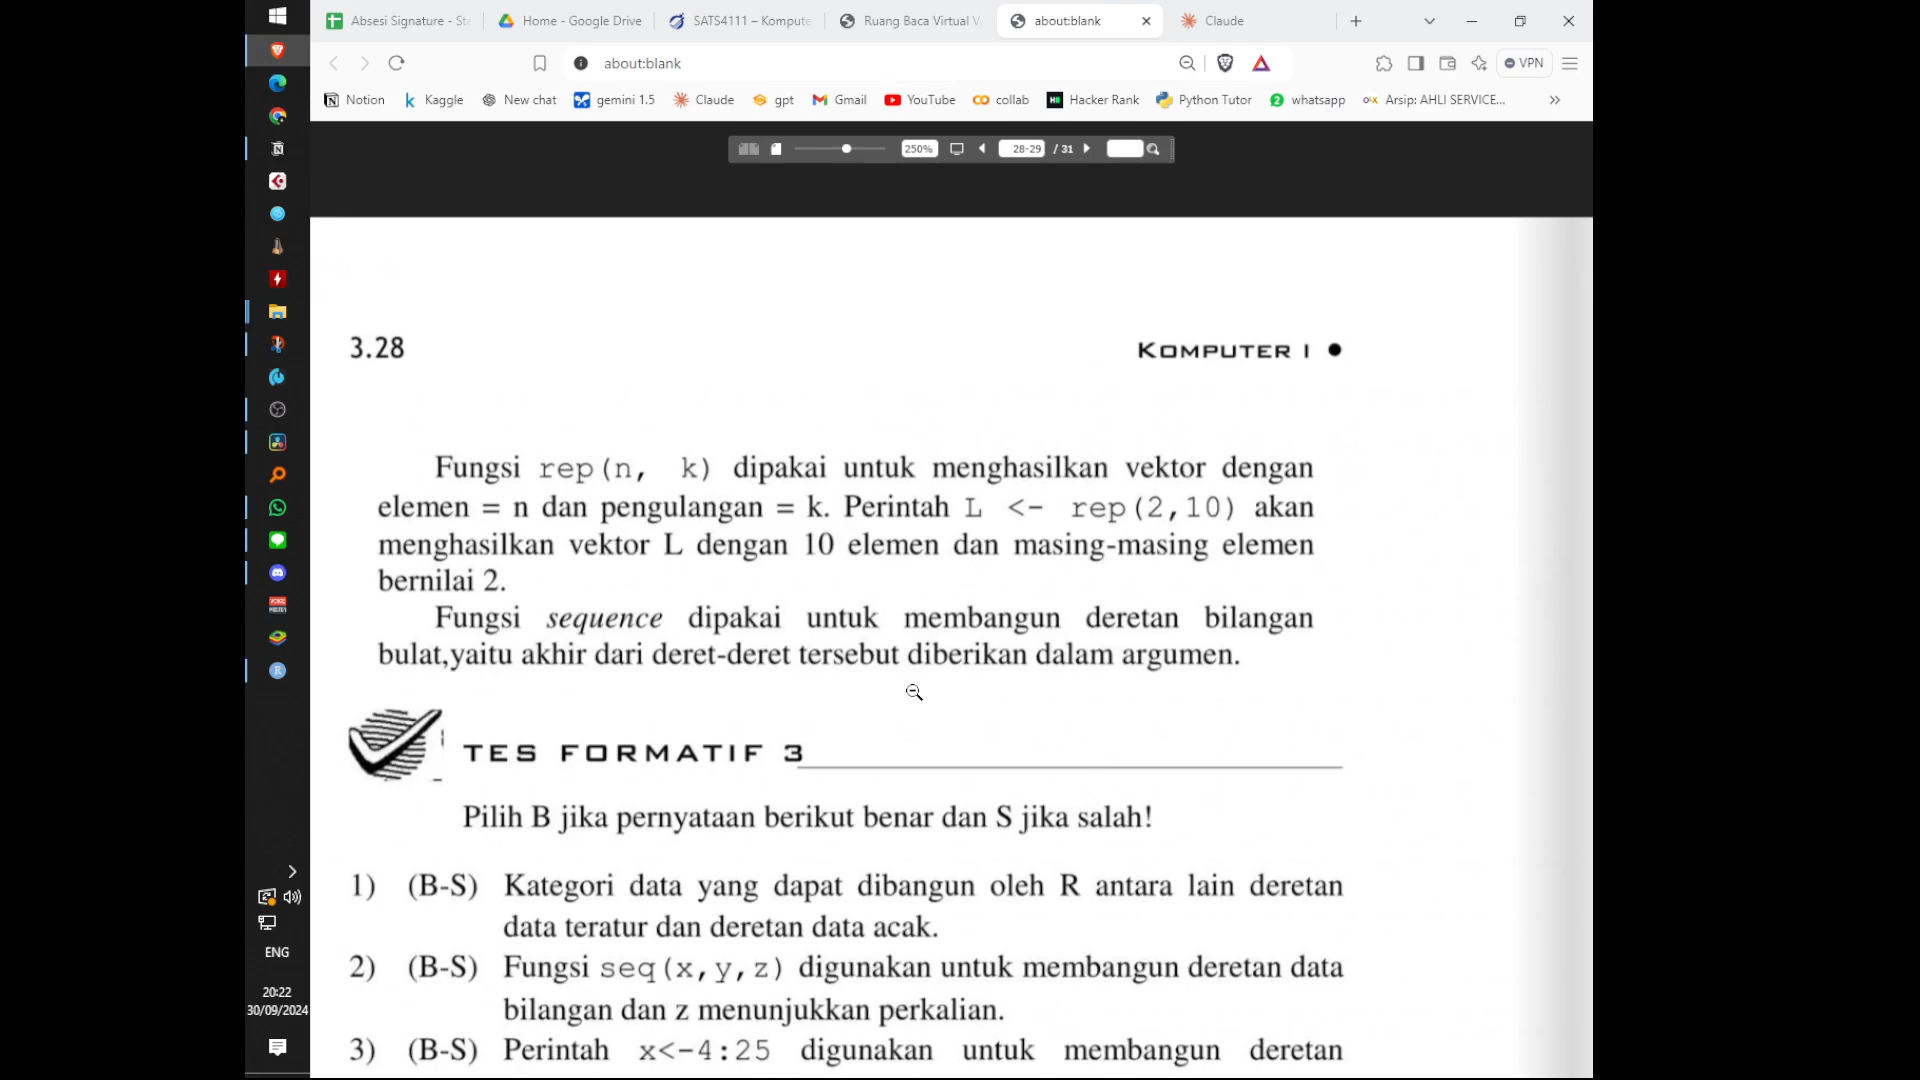 Absesi Signature - Ste
Home - Google Drive
SATS4111 – Kompute
Ruang Baca Virtual V
about:blank
Claude
about:blank
VPN
Notion
Kaggle
New chat
gemini 1.5
Claude
gpt
Gmail
YouTube
collab
Hacker Rank
Python Tutor
whatsapp
Arsip: AHLI SERVICE...
250%
28-29 / 31
3.28
KOMPUTER I ●
Fungsi rep(n, k) dipakai untuk menghasilkan vektor dengan
elemen = n dan pengulangan = k. Perintah L <- rep(2,10) akan
menghasilkan vektor L dengan 10 elemen dan masing-masing elemen
bernilai 2.
Fungsi sequence dipakai untuk membangun deretan bilangan
bulat,yaitu akhir dari deret-deret tersebut diberikan dalam argumen.
TES FORMATIF 3
Pilih B jika pernyataan berikut benar dan S jika salah!
1) (B-S) Kategori data yang dapat dibangun oleh R antara lain deretan
data teratur dan deretan data acak.
2) (B-S) Fungsi seq(x,y,z) digunakan untuk membangun deretan data
bilangan dan z menunjukkan perkalian.
3) (B-S) Perintah x<-4:25 digunakan untuk membangun deretan
ENG
20:22
30/09/2024